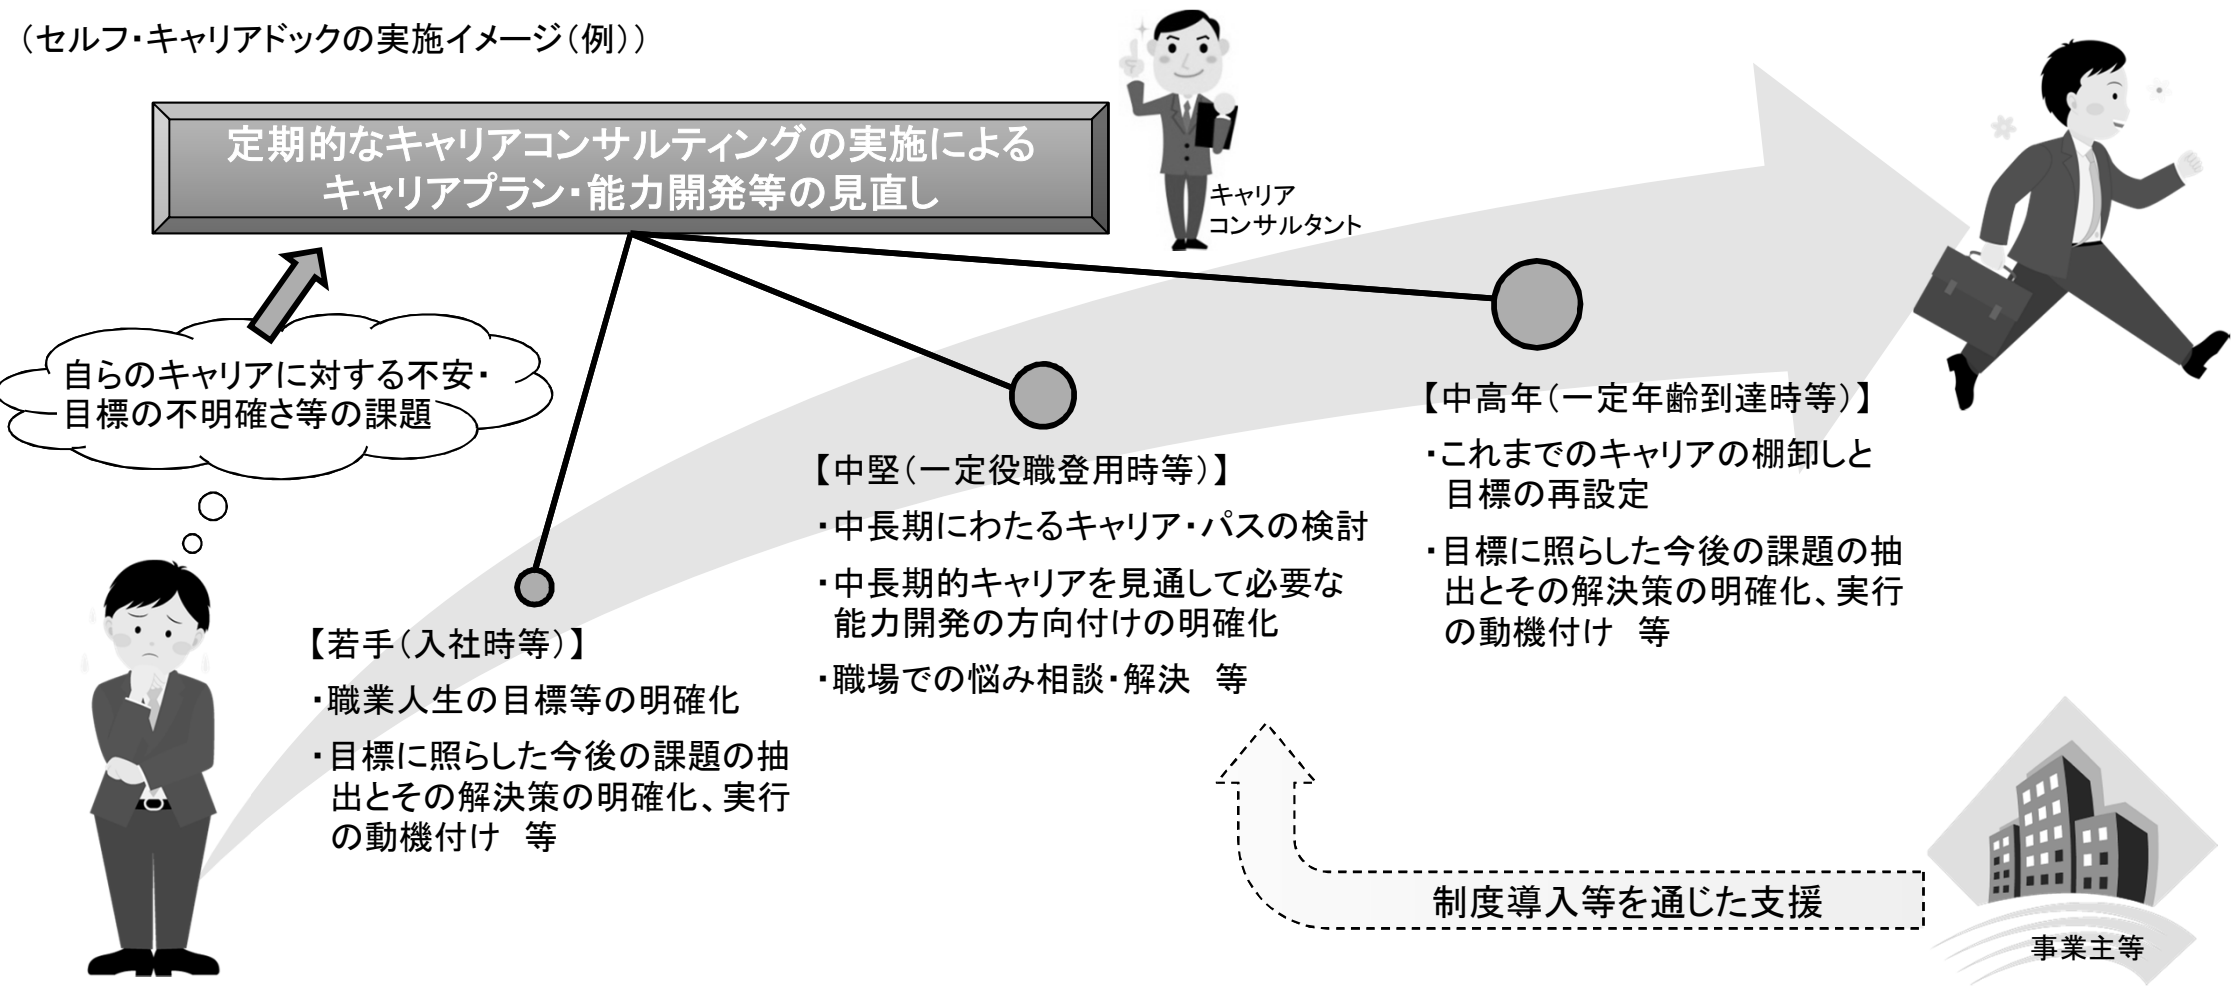 （セルフ・キャリアドックの実施イメージ（例））
定期的なキャリアコンサルティングの実施による
キャリアプラン・能力開発等の見直し
キャリア
コンサルタント
自らのキャリアに対する不安・
目標の不明確さ等の課題
【若手（入社時等）】
・職業人生の目標等の明確化
・目標に照らした今後の課題の抽
出とその解決策の明確化、実行
の動機付け　等
【中堅（一定役職登用時等）】
・中長期にわたるキャリア・パスの検討
・中長期的キャリアを見通して必要な
能力開発の方向付けの明確化
・職場での悩み相談・解決　等
【中高年（一定年齢到達時等）】
・これまでのキャリアの棚卸しと
目標の再設定
・目標に照らした今後の課題の抽
出とその解決策の明確化、実行
の動機付け　等
制度導入等を通じた支援
事業主等